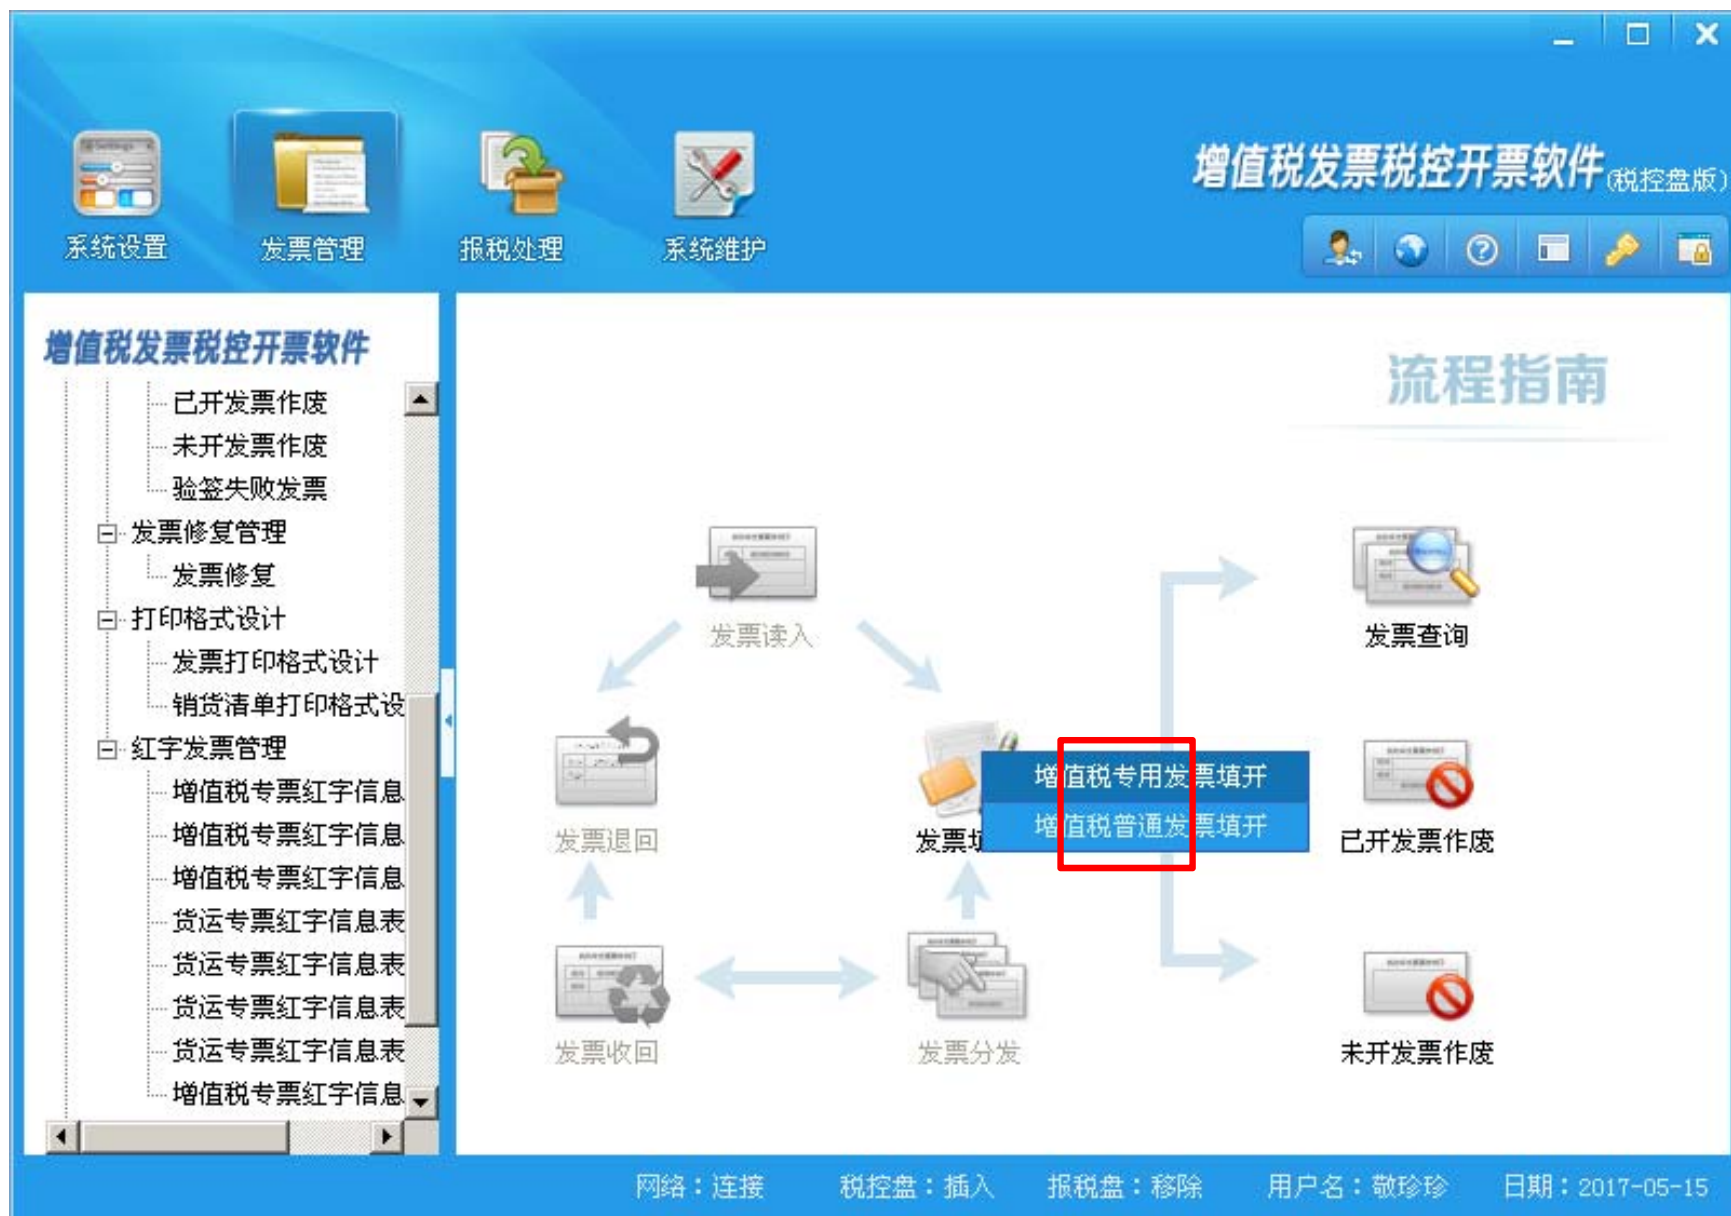 系统设置
发票管理
报税处理
系统维护
增值税发票税控开票软件(税控盘版)
增值税发票税控开票软件
已开发票作废
未开发票作废
验签失败发票
发票修复管理
发票修复
打印格式设计
发票打印格式设计
销货清单打印格式设
红字发票管理
增值税专票红字信息
增值税专票红字信息
增值税专票红字信息
货运专票红字信息表
货运专票红字信息表
货运专票红字信息表
货运专票红字信息表
增值税专票红字信息
流程指南
发票读入
发票查询
发票退回
发票填
增值税专用发票填开
增值税普通发票填开
已开发票作废
发票收回
发票分发
未开发票作废
网络：连接
税控盘：插入
报税盘：移除
用户名：敬珍珍
日期：2017-05-15